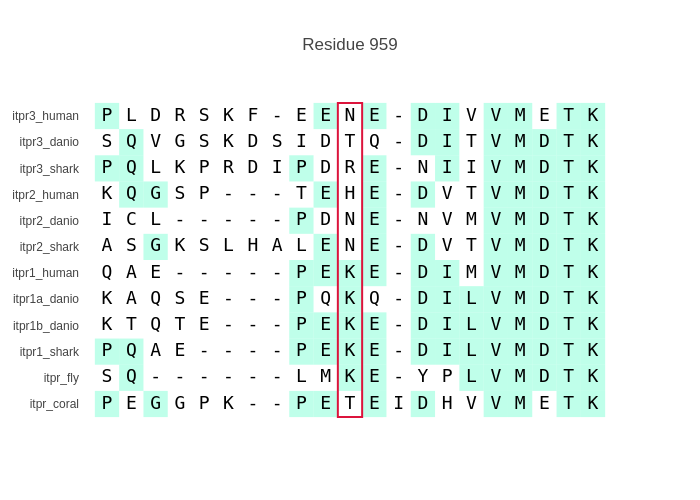 Residue 959
itpr3_human P L D R S K F - E E N E - D I V V M E T K
itpr3_danio S Q V G S K D S I D T Q - D I T V M D T K
itpr3_shark P Q L K P R D I P D R E - N I I V M D T K
itpr2_human K Q G S P - - - T E H E - D V T V M D T K
itpr2_danio I C L - - - - - P D N E - N V M V M D T K
itpr2_shark A S G K S L H A L E N E - D V T V M D T K
itpr1_human Q A E - - - - - P E K E - D I M V M D T K
itpr1a_danio K A Q S E - - - P Q K Q - D I L V M D T K
itpr1b_danio K T Q T E - - - P E K E - D I L V M D T K
itpr1_shark P Q A E - - - - P E K E - D I L V M D T K
itpr_fly S Q - - - - - - L M K E - Y P L V M D T K
itpr_coral P E G G P K - - P E T E I D H V V M E T K